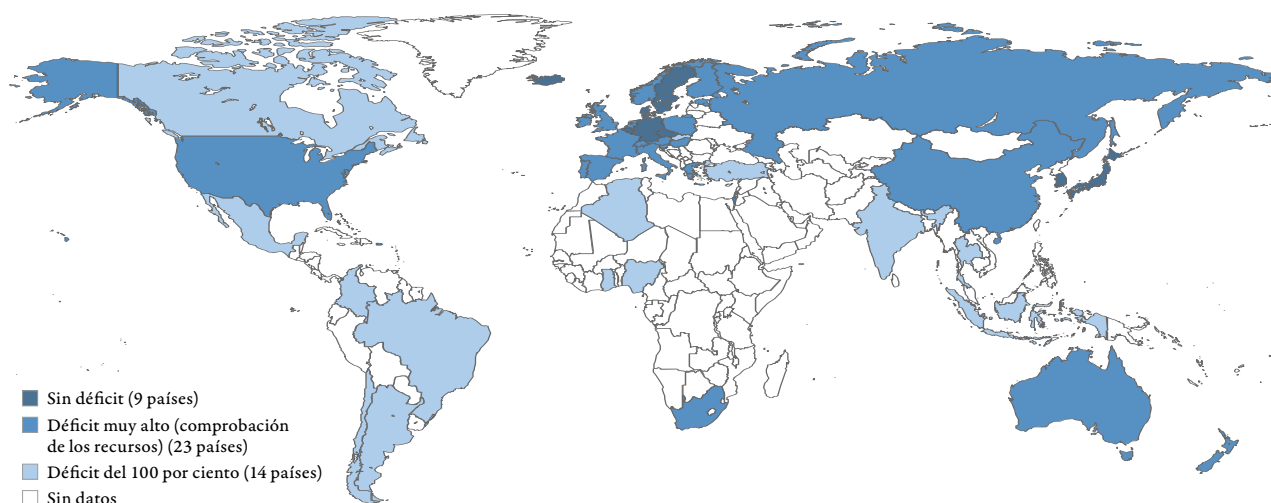 Sin déficit (9 países)
Déficit muy alto (comprobación
de los recursos) (23 países)
Déficit del 100 por ciento (14 países)
Sin datos